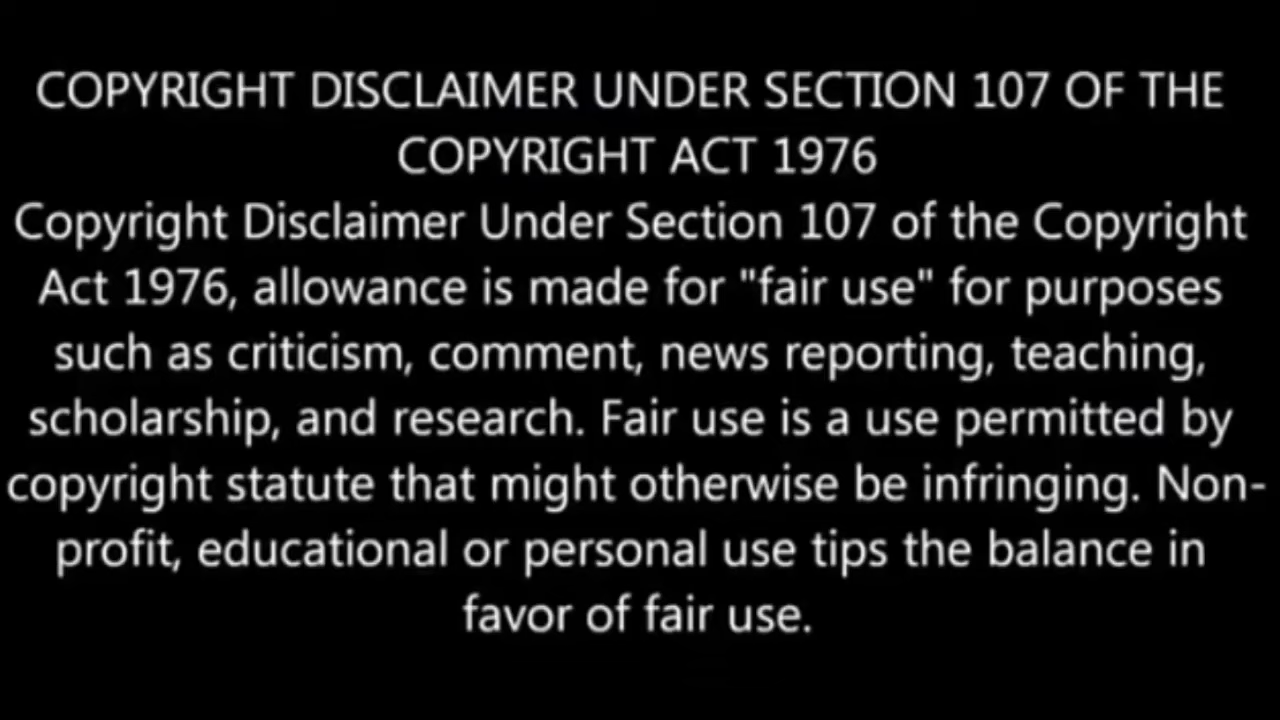 COPYRIGHT DISCLAIMER UNDER SECTION 107 OF THE
COPYRIGHT ACT 1976
Copyright Disclaimer Under Section 107 of the Copyright
Act 1976, allowance is made for "fair use" for purposes
such as criticism, comment, news reporting, teaching,
scholarship, and research. Fair use is a use permitted by
copyright statute that might otherwise be infringing. Non-
profit, educational or personal use tips the balance in
favor of fair use.